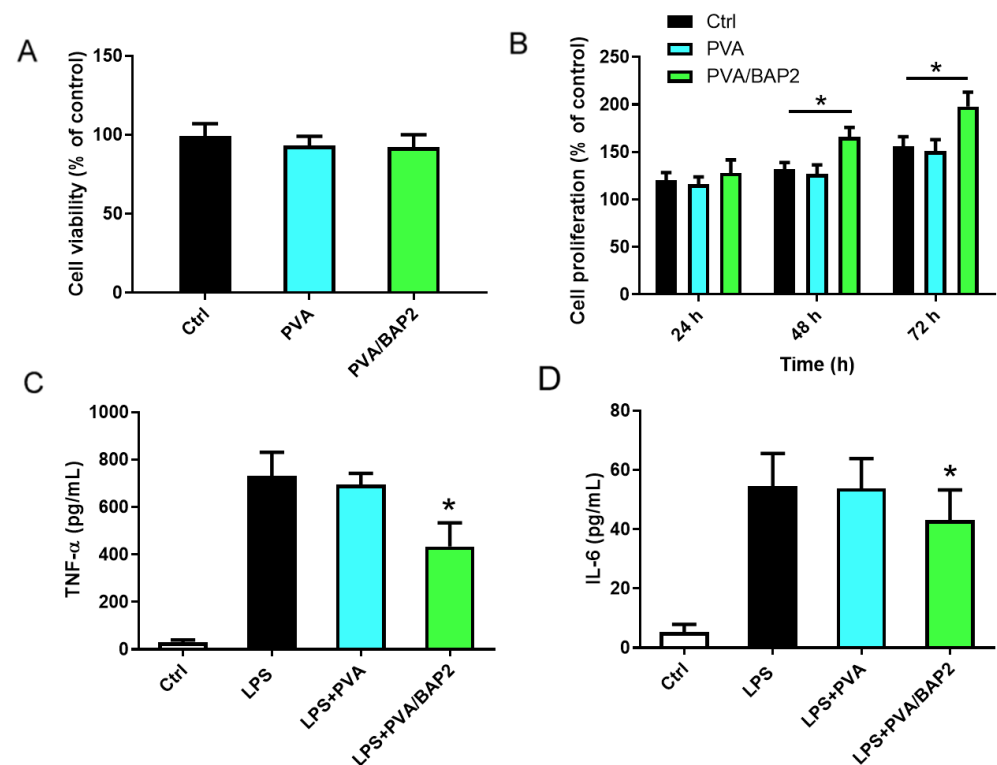 A
Cell viability (% of control)
150
100
50
0
Ctrl
PVA
PVA/BAP2
B
Ctrl
PVA
PVA/BAP2
Cell proliferation (% of control)
250
200
150
100
50
0
*
*
24 h
48 h
72 h
Time (h)
C
TNF-α (pg/mL)
1000
800
600
400
200
0
*
Ctrl
LPS
LPS+PVA
LPS+PVA/BAP2
D
IL-6 (pg/mL)
80
60
40
20
0
*
Ctrl
LPS
LPS+PVA
LPS+PVA/BAP2